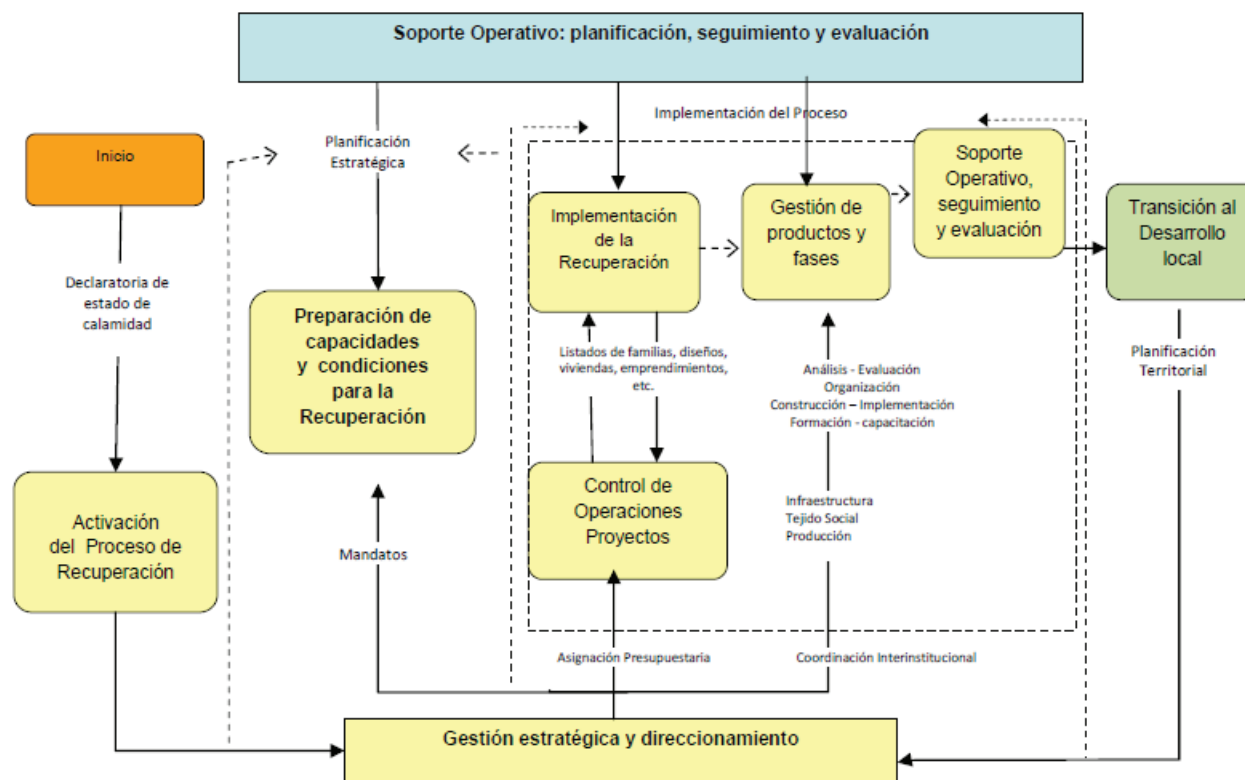 Soporte Operativo: planificación, seguimiento y evaluación
Implementación del Proceso
Inicio
Planificación
Estratégica
Soporte
Operativo,
seguimiento
y evaluación
Implementación
de la
Recuperación
Gestión de
productos y
fases
Transición al
Desarrollo
local
Declaratoria de
estado de
calamidad
Preparación de
capacidades
y condiciones
para la
Recuperación
Listados de familias, diseños,
viviendas, emprendimientos,
etc.
Análisis - Evaluación
Organización
Construcción – Implementación
Formación - capacitación
Planificación
Territorial
Activación
del Proceso de
Recuperación
Control de
Operaciones
Proyectos
Infraestructura
Tejido Social
Producción
Mandatos
Asignación Presupuestaria
Coordinación Interinstitucional
Gestión estratégica y direccionamiento